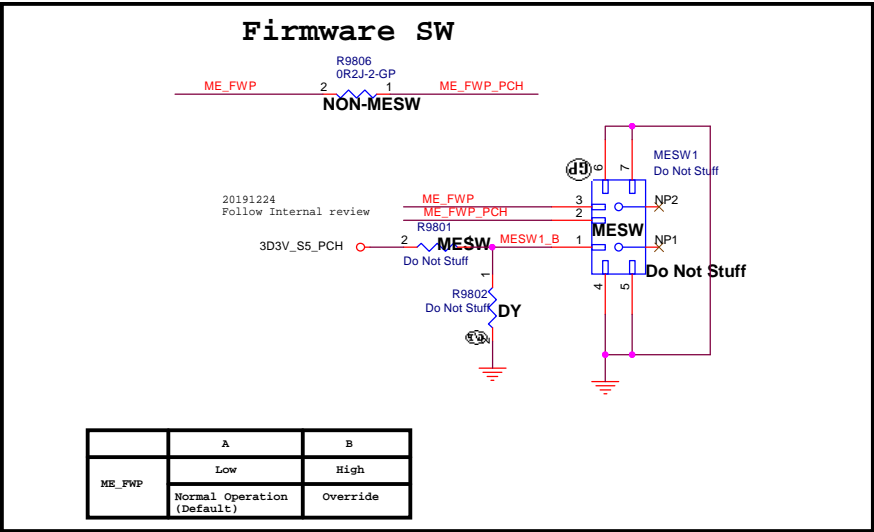 Firmware SW
R9806
0R2J-2-GP
ME_FWP
2
1
ME_FWP_PCH
NON-MESW
GP
6
7
MESW1
Do Not Stuff
20191224
Follow Internal review
ME_FWP
3
NP2
ME_FWP_PCH
2
R9801
MESW
3D3V_S5_PCH
2
MESW
MESW1_B
1
NP1
Do Not Stuff
Do Not Stuff
1
4
5
R9802
Do Not Stuff
DY
2
A
B
ME_FWP
Low
High
Normal Operation
(Default)
Override